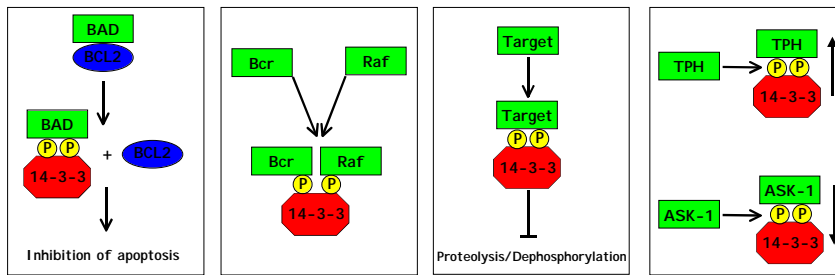 BAD
BCL2
BAD
P P
14-3-3
+
BCL2
Inhibition of apoptosis
Bcr
Raf
Bcr
Raf
P P
14-3-3
Target
Target
P P
14-3-3
Proteolysis/Dephosphorylation
TPH
TPH
P P
14-3-3
ASK-1
ASK-1
P P
14-3-3